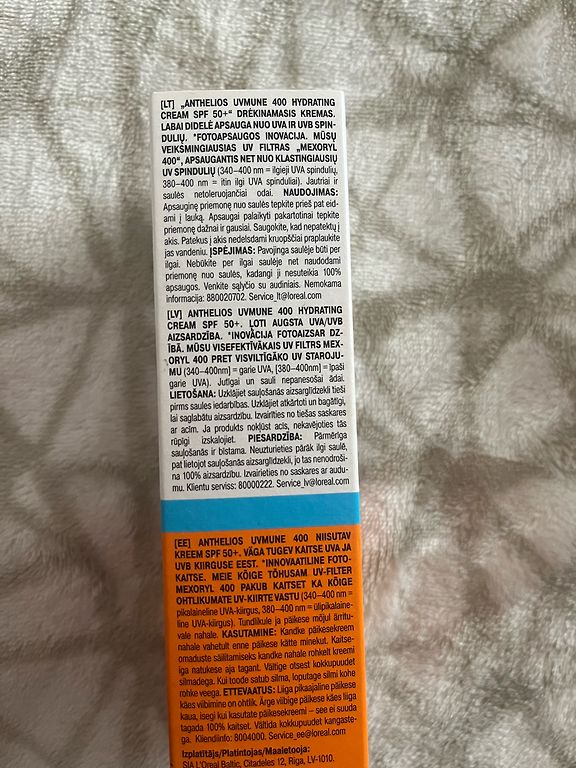 [LT] „ANTHELIOS UVMUNE 400 HYDRATING
CREAM SPF 50+“ DRĖKINAMASIS KREMAS.
LABAI DIDELĖ APSAUGA NUO UVA IR UVB SPIN-
DULIŲ. *FOTOAPSAUGOS INOVACIJA. MŪSŲ
VEIKSMINGIAUSIAS UV FILTRAS „MEXORYL
400“, APSAUGANTIS NET NUO KLASTINGIAUSIŲ
UV SPINDULIŲ (340–400 nm = ilgieji UVA spindulių,
380–400 nm = itin ilgi UVA spinduliai). Jautriai ir
saulės netoleruojančiai odai. NAUDOJIMAS:
Apsauginę priemonę nuo saulės tepkite prieš pat eid-
ami į lauką. Apsaugai palaikyti pakartotinai tepkite
priemonę dažnai ir gausiai. Saugokite, kad nepatektų į
akis. Patekus į akis nedelsdami kruopščiai praplaukite
jas vandeniu. ĮSPĖJIMAS: Pavojinga saulėje būti per
ilgai. Nebūkite per ilgai saulėje net naudodami
priemonę nuo saulės, kadangi ji nesuteikia 100%
apsaugos. Venkite sąlyčio su audiniais. Nemokama
informacija: 880020702. Service_lt@loreal.com
[LV] ANTHELIOS UVMUNE 400 HYDRATING
CREAM SPF 50+. ĻOTI AUGSTA UVA/UVB
AIZSARDZĪBA. *INOVĀCIJA FOTOAIZSAR DZ-
ĪBĀ. MŪSU VISEFEKTĪVĀKAIS UV FILTRS MEX-
ORYL 400 PRET VISVILTĪGĀKO UV STAROJU-
MU (340–400nm] = garie UVA, [380–400nm] = īpaši
garie UVA). Jutīgai un sauli nepanesošai ādai.
LIETOŠANA: Uzklājiet sauļošanās aizsarglīdzekli tieši
pirms saules iedarbības. Uzklājiet atkārtoti un bagātīgi,
lai saglabātu aizsardzību. Izvairīties no tiešas saskares
ar acīm. Ja produkts nokļūst acīs, nekavējoties tās
rūpīgi izskalojiet. PIESARDZĪBA: Pārmērīga
sauļošanās ir bīstama. Neuzturieties pārāk ilgi saulē,
pat lietojot sauļošanās aizsarglīdzekli, jo tas nenodroši-
na 100% aizsardzību. Izvairieties no saskares ar audu-
mu. Klientu serviss: 80000222. Service_lv@loreal.com
[EE] ANTHELIOS UVMUNE 400 NIISUTAV
KREEM SPF 50+. VÄGA TUGEV KAITSE UVA JA
UVB KIIRGUSE EEST. *INNOVAATILINE FOTO-
KAITSE. MEIE KÕIGE TÕHUSAM UV-FILTER
MEXORYL 400 PAKUB KAITSET KA KÕIGE
OHTLIKUMATE UV-KIIRTE VASTU (340–400nm =
pikalaineline UVA-kiirgus, 380–400nm = ülipikalaine-
line UVA-kiirgus). Tundlikule ja päikese mõjul ärritu-
vale nahale. KASUTAMINE: Kandke päikesekreem
nahale vahetult enne päikese kätte minekut. Kaitse-
omaduste säilitamiseks kandke nahale rohkelt kreemi
iga natukese aja tagant. Vältige otsest kokkupuudet
silmadega. Kui toode satub silma, loputage silmi kohe
rohke veega. ETTEVAATUS: Liiga pikaajaline päikese
käes viibimine on ohtlik. Ärge viibige päikese käes liiga
kaua, isegi kui kasutate päikesekreemi – see ei suuda
tagada 100% kaitset. Vältida kokkupuudet kangaste-
ga. Kliendiinfo: 8004000. Service_ee@loreal.com
Izplatītājs/Platintojas/Maaletooja:
SIA L'Oreal Baltic, Citadeles 12, Riga, LV-1010.